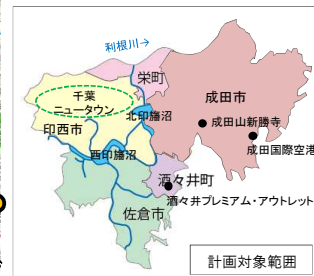 利根川→
栄町
千葉
ニュータウン
成田市
北印旛沼
成田山新勝寺
印西市
成田国際空港
西印旛沼
酒々井町
酒々井プレミアム・アウトレット
佐倉市
計画対象範囲